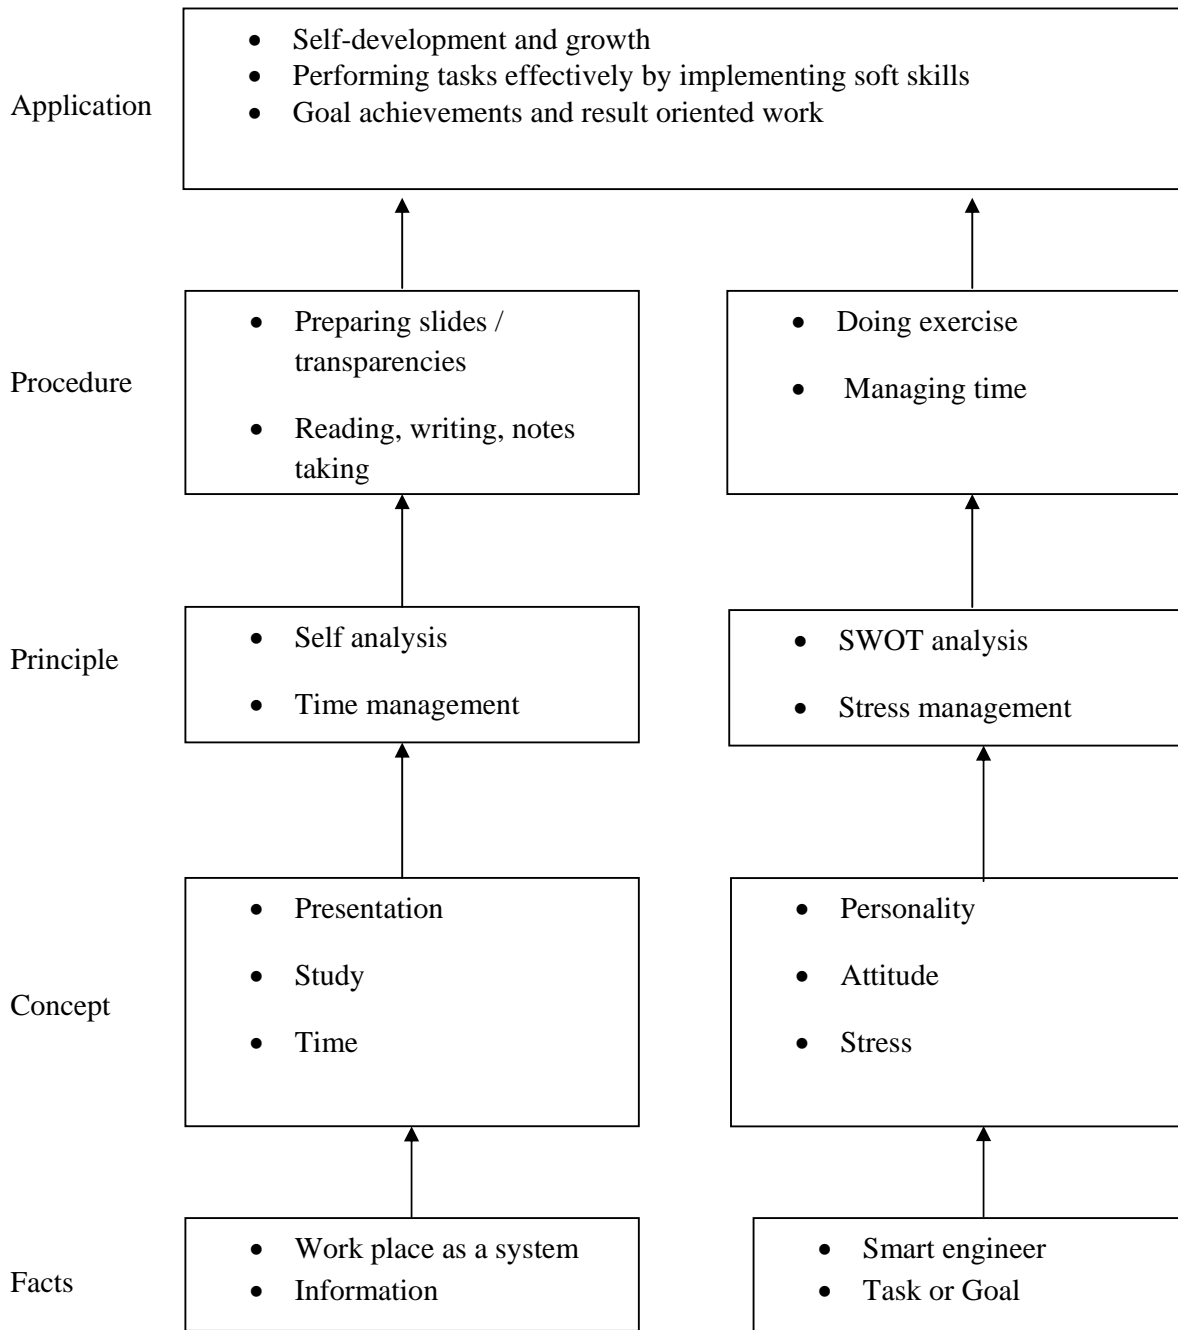 • Self-development and growth
• Performing tasks effectively by implementing soft skills
• Goal achievements and result oriented work
Application
• Preparing slides /
transparencies
• Reading, writing, notes
taking
• Doing exercise
• Managing time
Procedure
• Self analysis
• Time management
• SWOT analysis
• Stress management
Principle
• Presentation
• Study
• Time
• Personality
• Attitude
• Stress
Concept
• Work place as a system
• Information
• Smart engineer
• Task or Goal
Facts